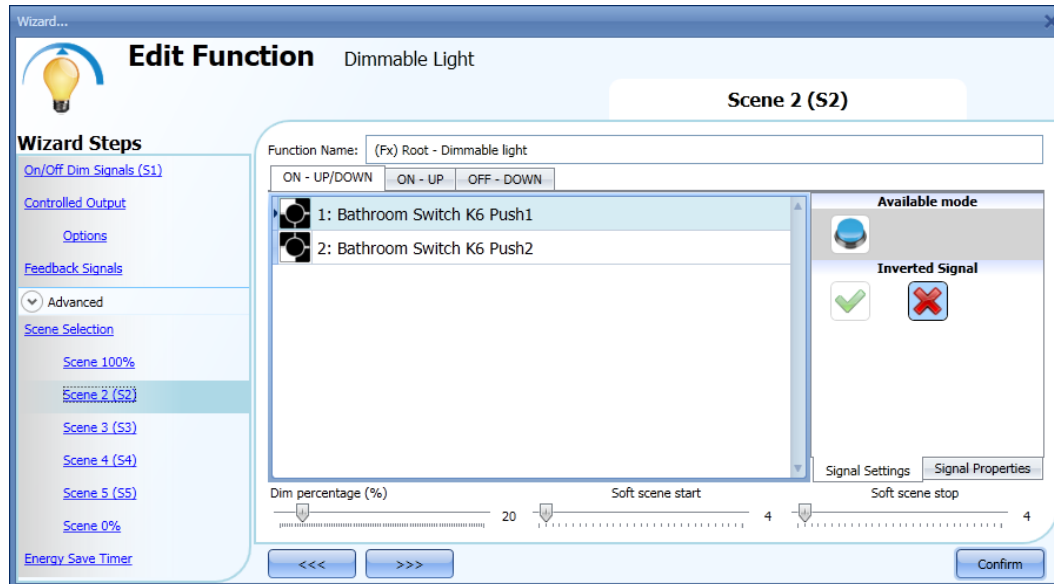 Wizard...
Edit Function Dimmable Light
Scene 2 (S2)
Wizard Steps
On/Off Dim Signals (S1)
Controlled Output
Options
Feedback Signals
Advanced
Scene Selection
Scene 100%
Scene 2 (S2)
Scene 3 (S3)
Scene 4 (S4)
Scene 5 (S5)
Scene 0%
Energy Save Timer
Function Name: (Fx) Root - Dimmable light
ON - UP/DOWN ON - UP OFF - DOWN
1: Bathroom Switch K6 Push1
2: Bathroom Switch K6 Push2
Available mode
Inverted Signal
Signal Settings Signal Properties
Dim percentage (%) Soft scene start Soft scene stop
20 4 4
<<< >>> Confirm